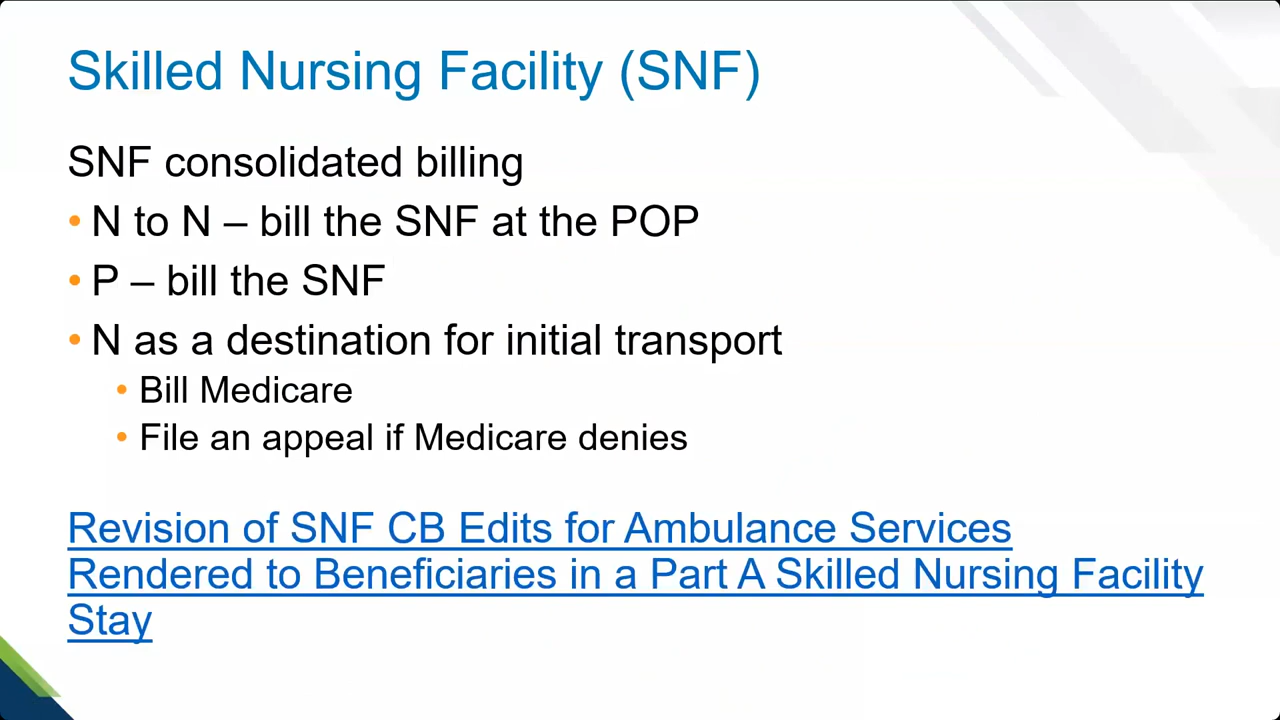 Skilled Nursing Facility (SNF)
SNF consolidated billing
• N to N – bill the SNF at the POP
• P – bill the SNF
• N as a destination for initial transport
• Bill Medicare
• File an appeal if Medicare denies
Revision of SNF CB Edits for Ambulance Services
Rendered to Beneficiaries in a Part A Skilled Nursing Facility
Stay